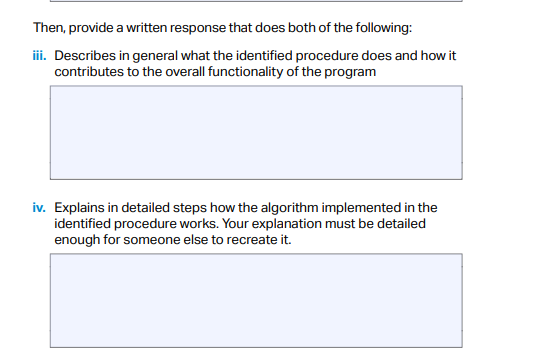 Then, provide a written response that does both of the following:
iii. Describes in general what the identified procedure does and how it
contributes to the overall functionality of the program
iv. Explains in detailed steps how the algorithm implemented in the
identified procedure works. Your explanation must be detailed
enough for someone else to recreate it.